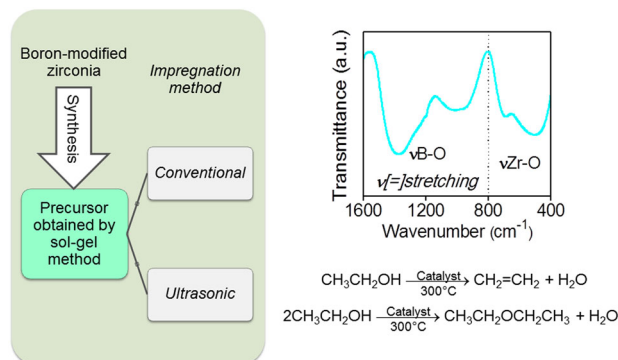 Boron-modified
zirconia
Impregnation
method
Synthesis
Precursor
obtained by
sol-gel
method
Conventional
Ultrasonic
Transmittance (a.u.)
νB-O
νZr-O
ν[=]stretching
1600 1200 800 400
Wavenumber (cm⁻¹)
CH₃CH₂OH Catalyst 300°C CH₂=CH₂ + H₂O
2CH₃CH₂OH Catalyst 300°C CH₃CH₂OCH₂CH₃ + H₂O